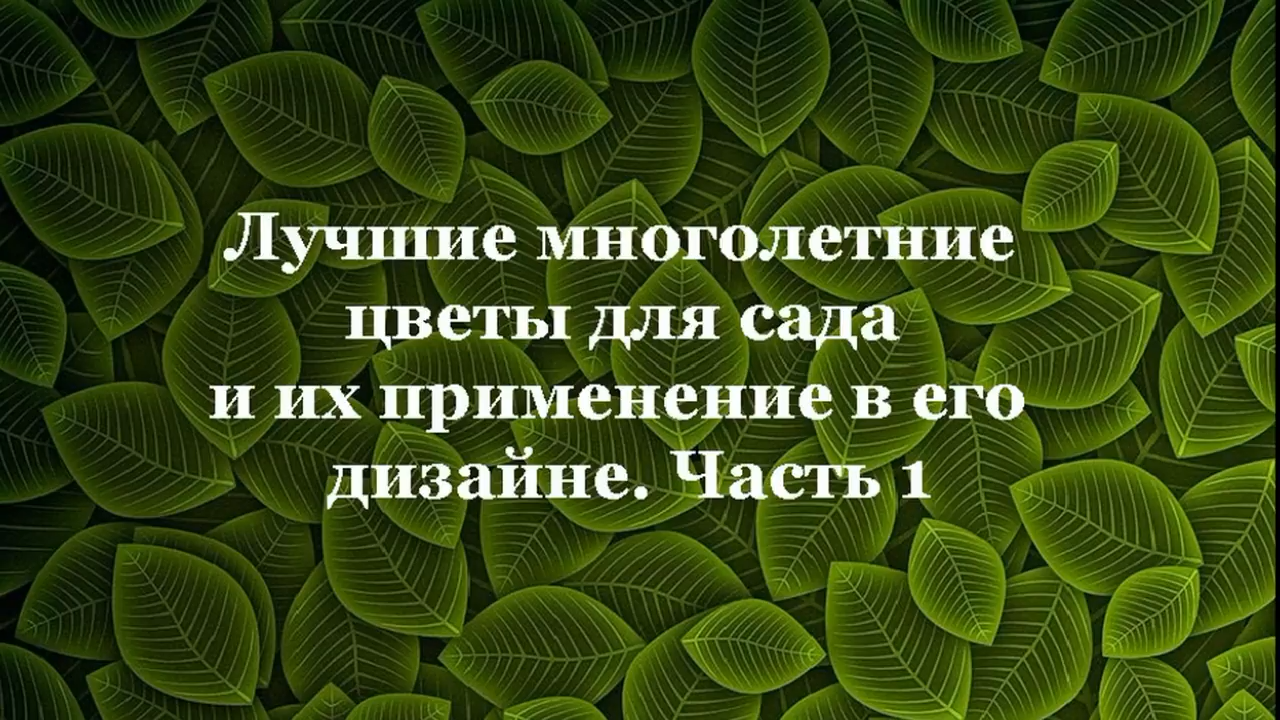 Лучшие многолетние
цветы для сада
и их применение в его
дизайне. Часть 1